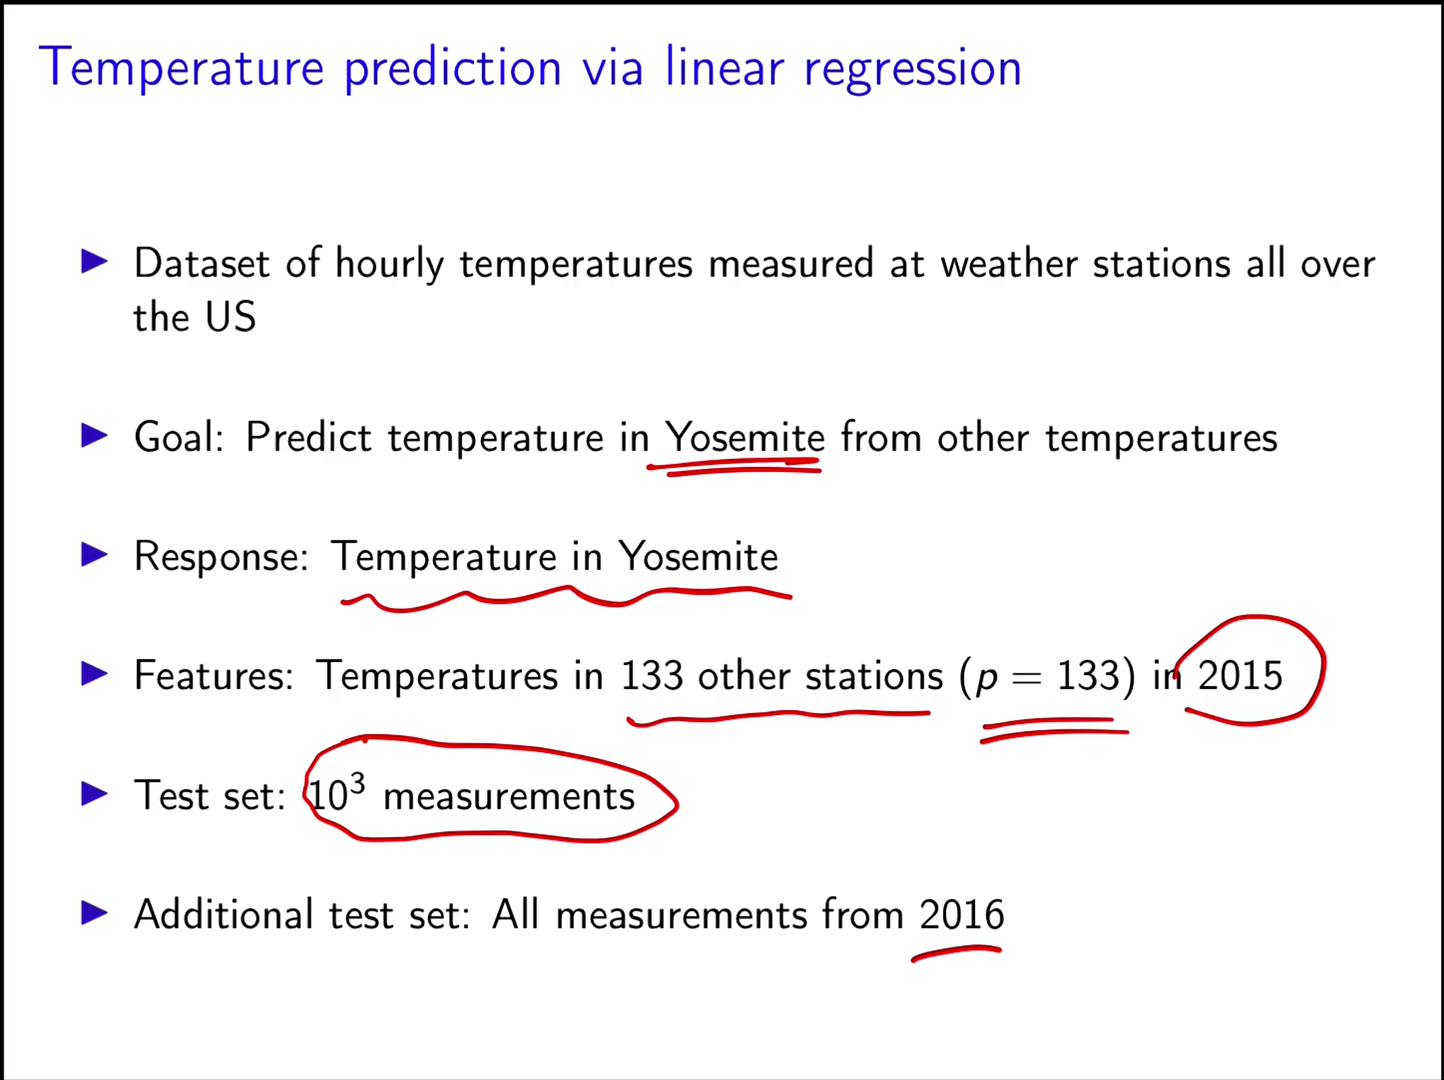 Temperature prediction via linear regression
Dataset of hourly temperatures measured at weather stations all over
the US
Goal: Predict temperature in Yosemite from other temperatures
Response: Temperature in Yosemite
Features: Temperatures in 133 other stations (p = 133) in 2015
Test set: 10³ measurements
Additional test set: All measurements from 2016